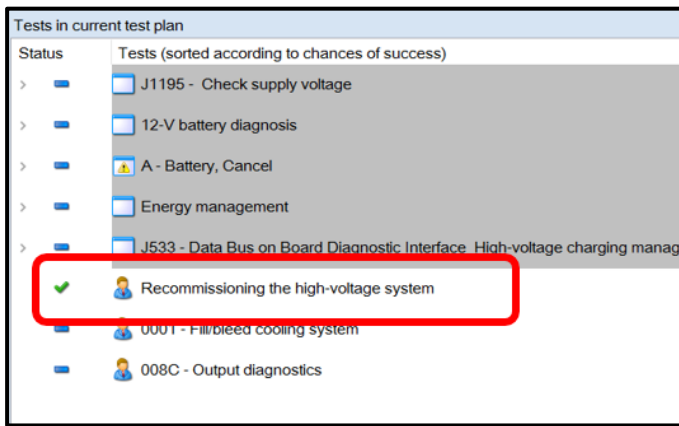 Tests in current test plan
Status Tests (sorted according to chances of success)
J1195 - Check supply voltage
12-V battery diagnosis
A - Battery, Cancel
Energy management
J533 - Data Bus on Board Diagnostic Interface High-voltage charging manag
Recommissioning the high-voltage system
0001 - Fill/bleed cooling system
008C - Output diagnostics